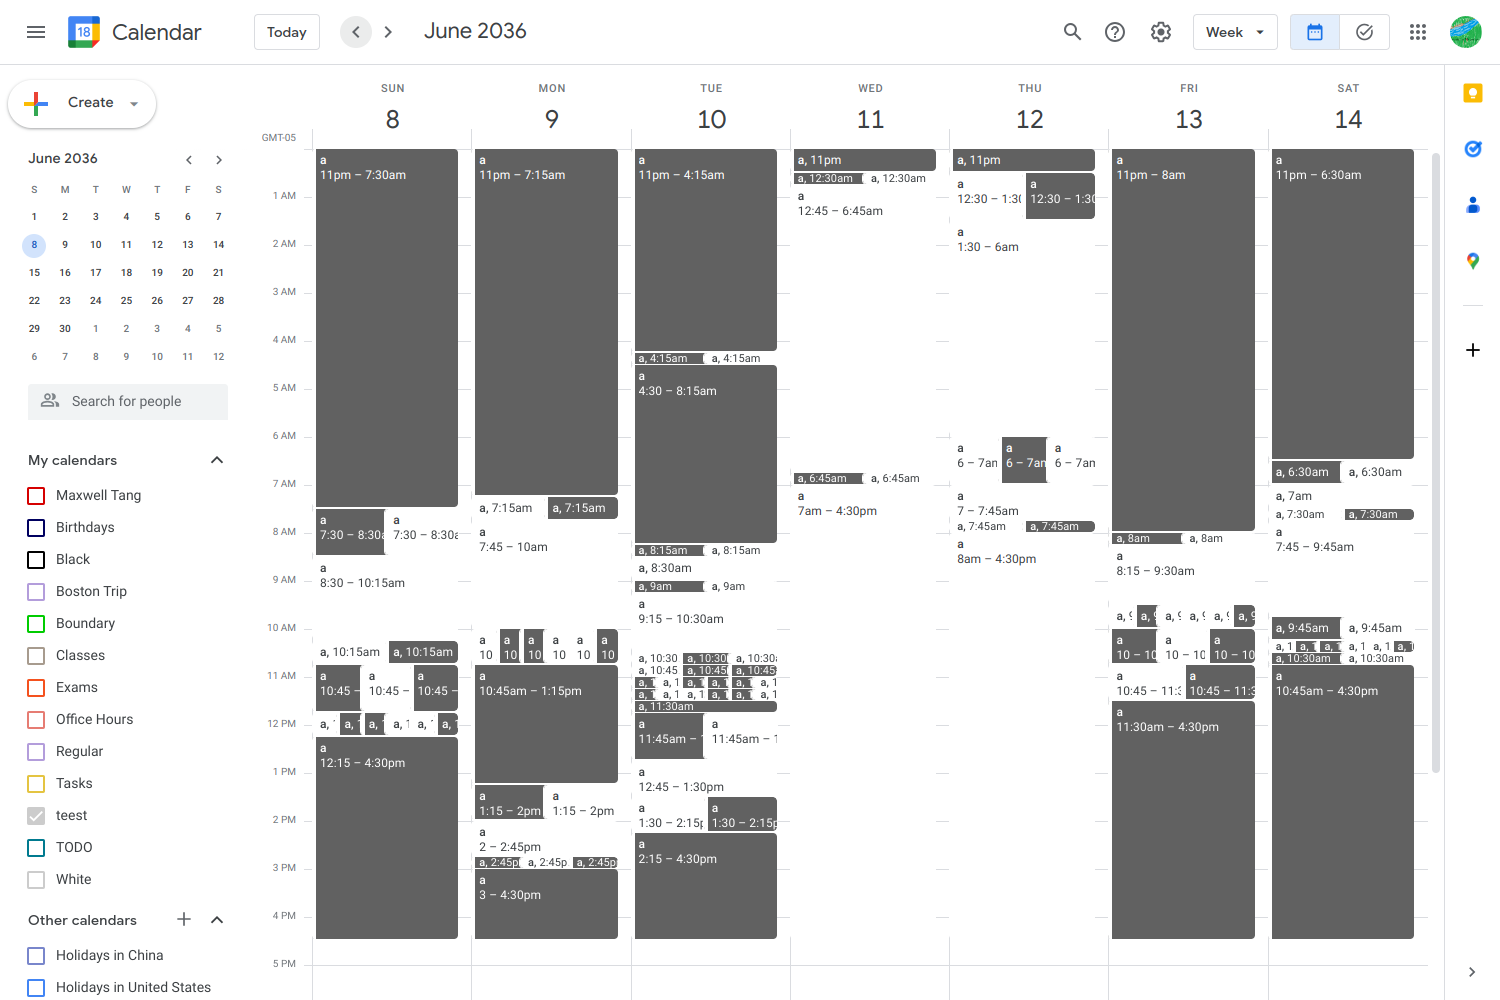 18 Calendar Today June 2036 Week
Create
June 2036
S M T W T F S
1 2 3 4 5 6 7
8 9 10 11 12 13 14
15 16 17 18 19 20 21
22 23 24 25 26 27 28
29 30 1 2 3 4 5
6 7 8 9 10 11 12
Search for people
My calendars
Maxwell Tang
Birthdays
Black
Boston Trip
Boundary
Classes
Exams
Office Hours
Regular
Tasks
teest
TODO
White
Other calendars
Holidays in China
Holidays in United States
GMT-05
1 AM
2 AM
3 AM
4 AM
5 AM
6 AM
7 AM
8 AM
9 AM
10 AM
11 AM
12 PM
1 PM
2 PM
3 PM
4 PM
5 PM
SUN
8
a
11pm – 7:30am
a
7:30 – 8:30a
a
7:30 – 8:30a
a
8:30 – 10:15am
a, 10:15am a, 10:15am
a
10:45 –
a
10:45 –
a
10:45 –
a, a, a, a, a, a,
a
12:15 – 4:30pm
MON
9
a
11pm – 7:15am
a, 7:15am a, 7:15am
a
7:45 – 10am
a a a a a a
10 10 10 10 10 10
a
10:45am – 1:15pm
a
1:15 – 2pm
a
1:15 – 2pm
a
2 – 2:45pm
a, 2:45p a, 2:45p a, 2:45p
a
3 – 4:30pm
TUE
10
a
11pm – 4:15am
a, 4:15am a, 4:15am
a
4:30 – 8:15am
a, 8:15am a, 8:15am
a, 8:30am
a, 9am a, 9am
a
9:15 – 10:30am
a, 10:30 a, 10:30 a, 10:30
a, 10:45 a, 10:45 a, 10:45
a, 1 a, 1 a, 1 a, 1 a, 1 a, 1
a, 1 a, 1 a, 1 a, 1 a, 1 a, 1
a, 11:30am
a
11:45am –
a
11:45am – 1
a
12:45 – 1:30pm
a
1:30 – 2:15p
a
1:30 – 2:15p
a
2:15 – 4:30pm
WED
11
a, 11pm
a, 12:30am a, 12:30am
a
12:45 – 6:45am
a, 6:45am a, 6:45am
a
7am – 4:30pm
THU
12
a, 11pm
a
12:30 – 1:30
a
12:30 – 1:30
a
1:30 – 6am
a
6 – 7am
a
6 – 7am
a
6 – 7am
a
7 – 7:45am
a, 7:45am a, 7:45am
a
8am – 4:30pm
FRI
13
a
11pm – 8am
a, 8am a, 8am
a
8:15 – 9:30am
a, 9 a, 9 a, 9 a, 9 a, 9 a, 9
a
10 – 10
a
10 – 10
a
10 – 10
a
10:45 – 11:3
a
10:45 – 11:3
a
11:30am – 4:30pm
SAT
14
a
11pm – 6:30am
a, 6:30am a, 6:30am
a, 7am
a, 7:30am a, 7:30am
a
7:45 – 9:45am
a, 9:45am a, 9:45am
a, 1 a, 1 a, 1 a, 1 a, 1 a, 1
a, 10:30am a, 10:30am
a
10:45am – 4:30pm